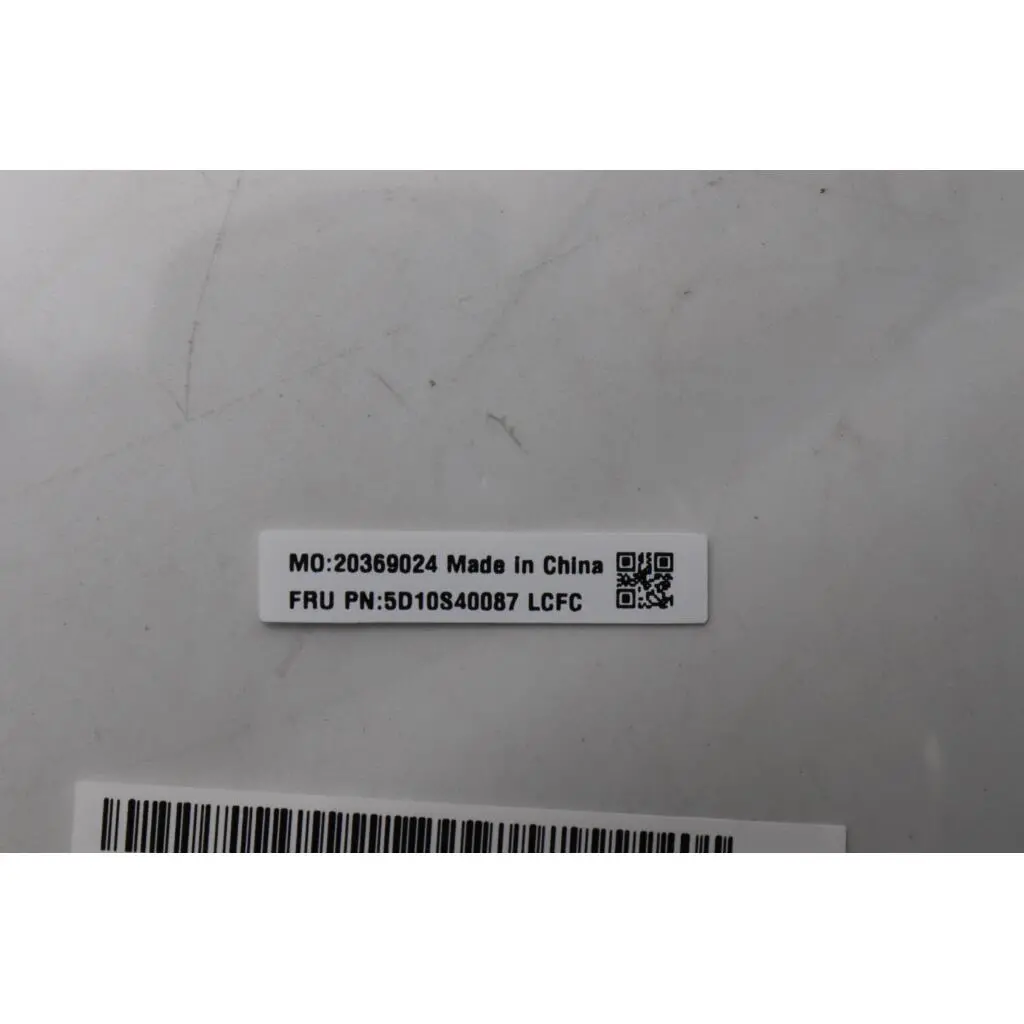 MO:20369024 Made in China
FRU PN:5D10S40087 LCFC